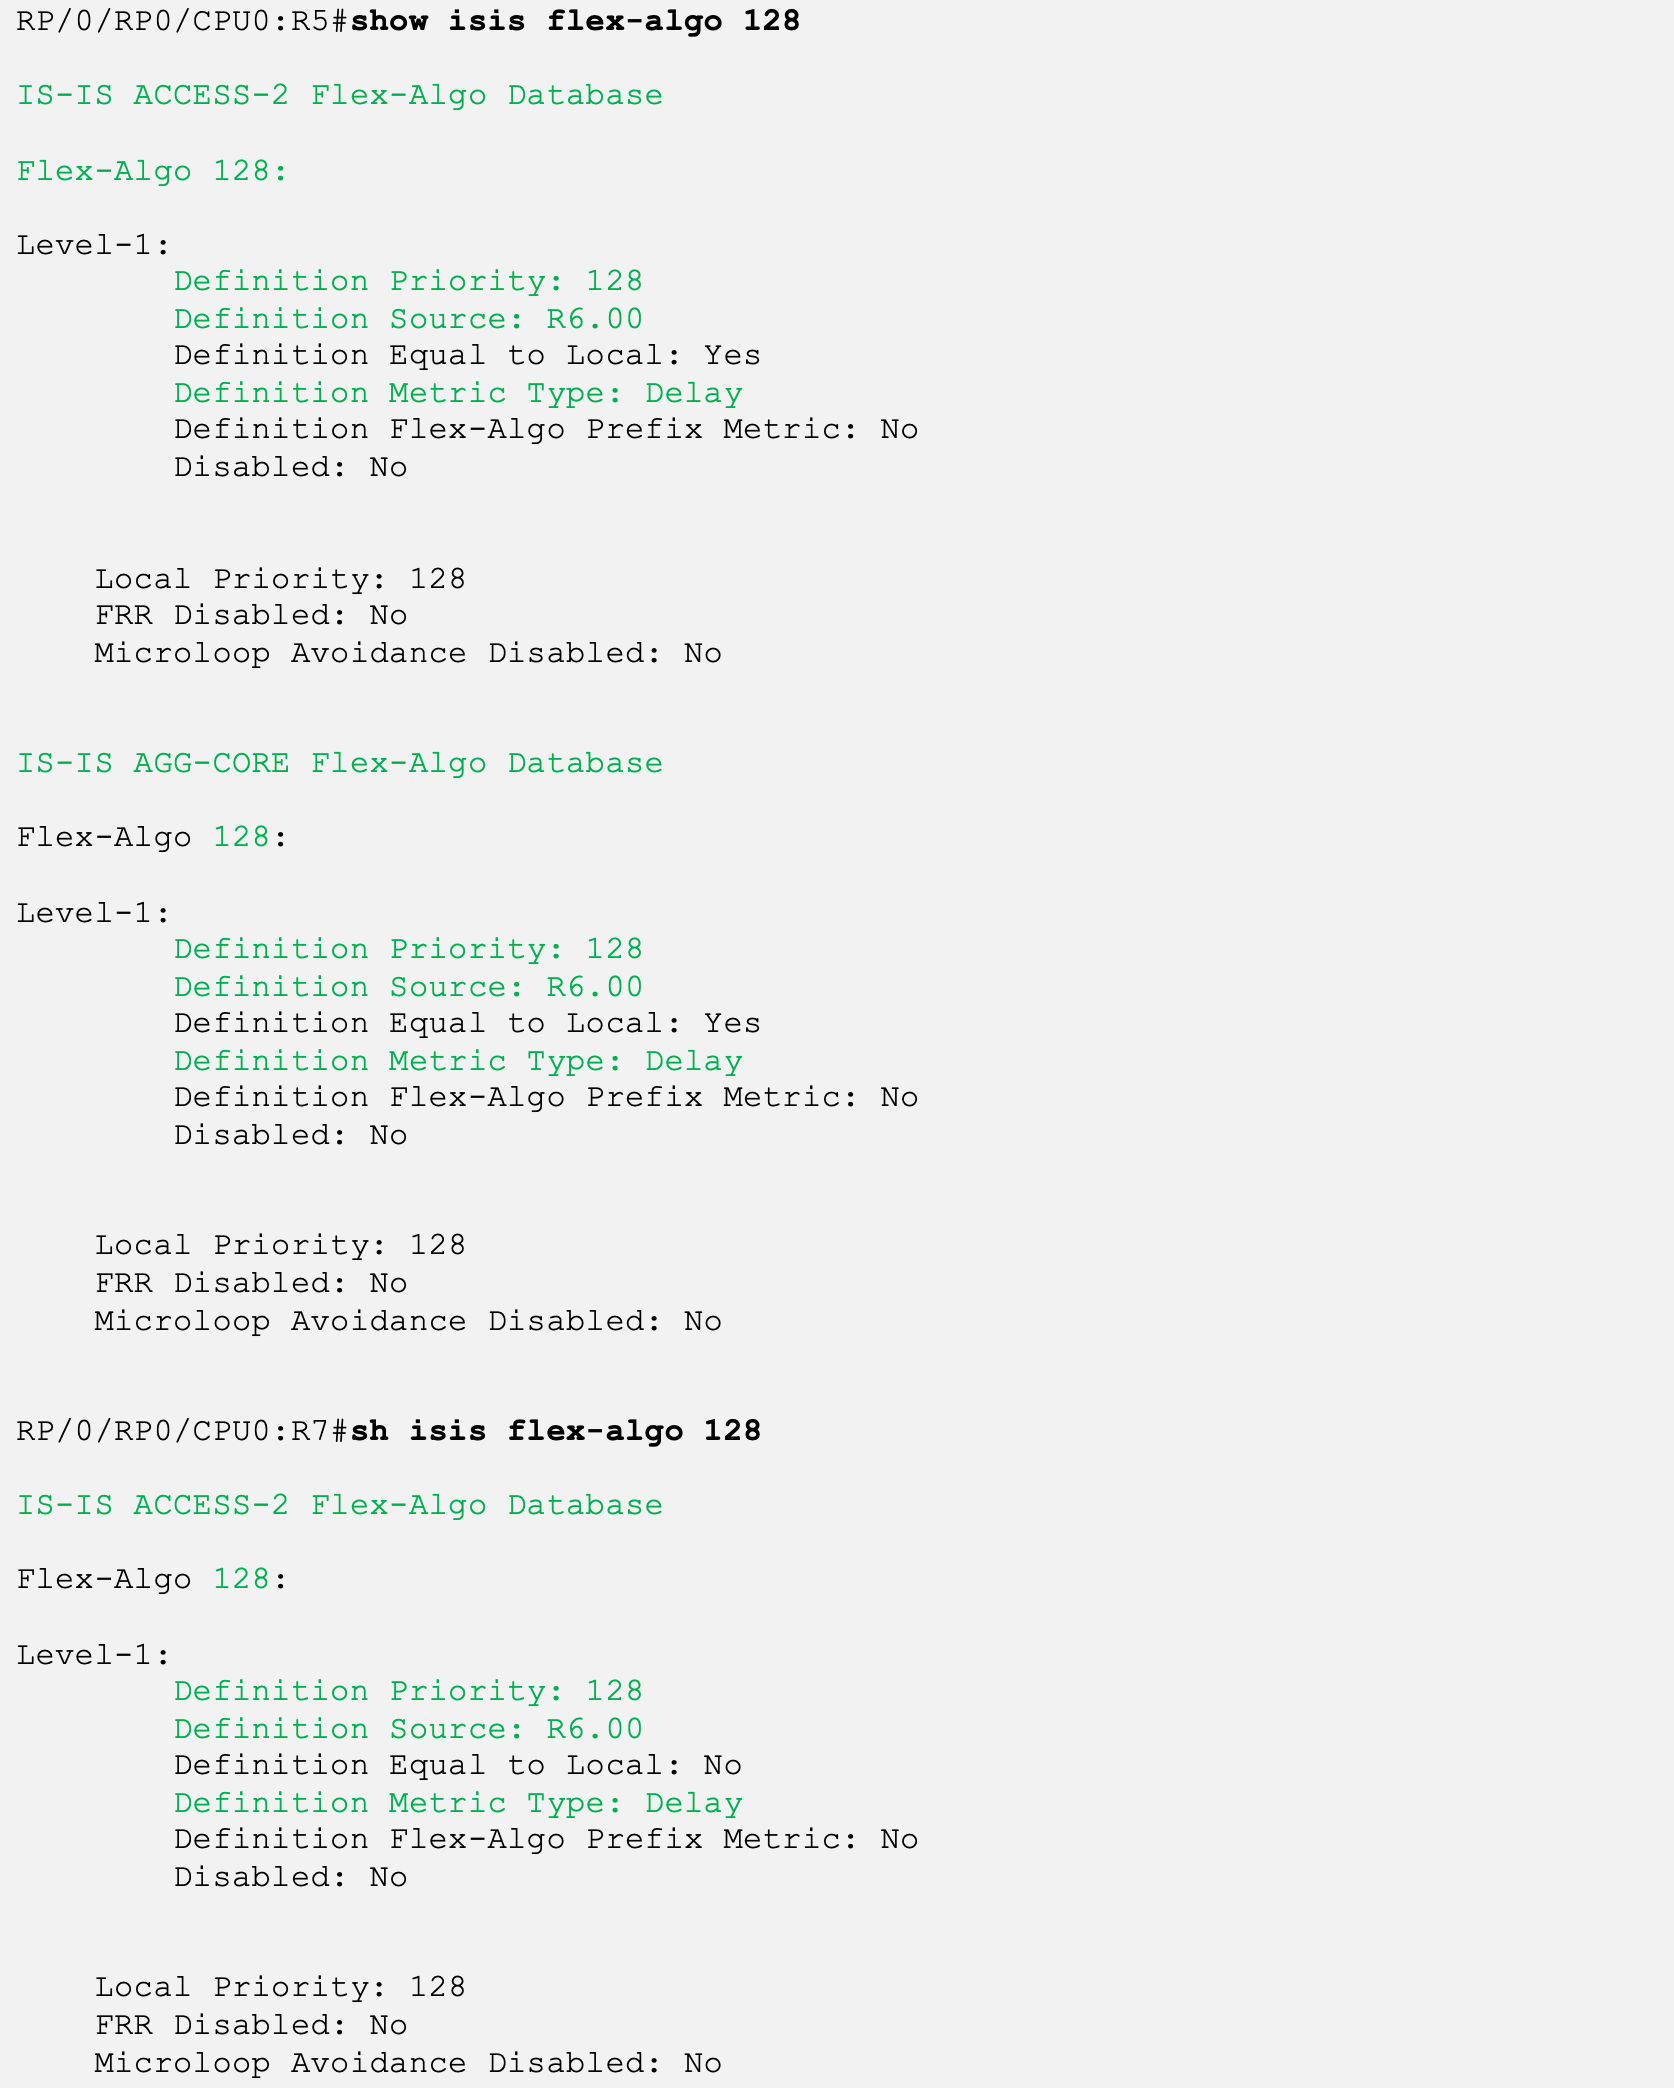 RP/0/RP0/CPU0:R5#show isis flex-algo 128
IS-IS ACCESS-2 Flex-Algo Database
Flex-Algo 128:
Level-1:
Definition Priority: 128
Definition Source: R6.00
Definition Equal to Local: Yes
Definition Metric Type: Delay
Definition Flex-Algo Prefix Metric: No
Disabled: No
Local Priority: 128
FRR Disabled: No
Microloop Avoidance Disabled: No
IS-IS AGG-CORE Flex-Algo Database
Flex-Algo 128:
Level-1:
Definition Priority: 128
Definition Source: R6.00
Definition Equal to Local: Yes
Definition Metric Type: Delay
Definition Flex-Algo Prefix Metric: No
Disabled: No
Local Priority: 128
FRR Disabled: No
Microloop Avoidance Disabled: No
RP/0/RP0/CPU0:R7#sh isis flex-algo 128
IS-IS ACCESS-2 Flex-Algo Database
Flex-Algo 128:
Level-1:
Definition Priority: 128
Definition Source: R6.00
Definition Equal to Local: No
Definition Metric Type: Delay
Definition Flex-Algo Prefix Metric: No
Disabled: No
Local Priority: 128
FRR Disabled: No
Microloop Avoidance Disabled: No